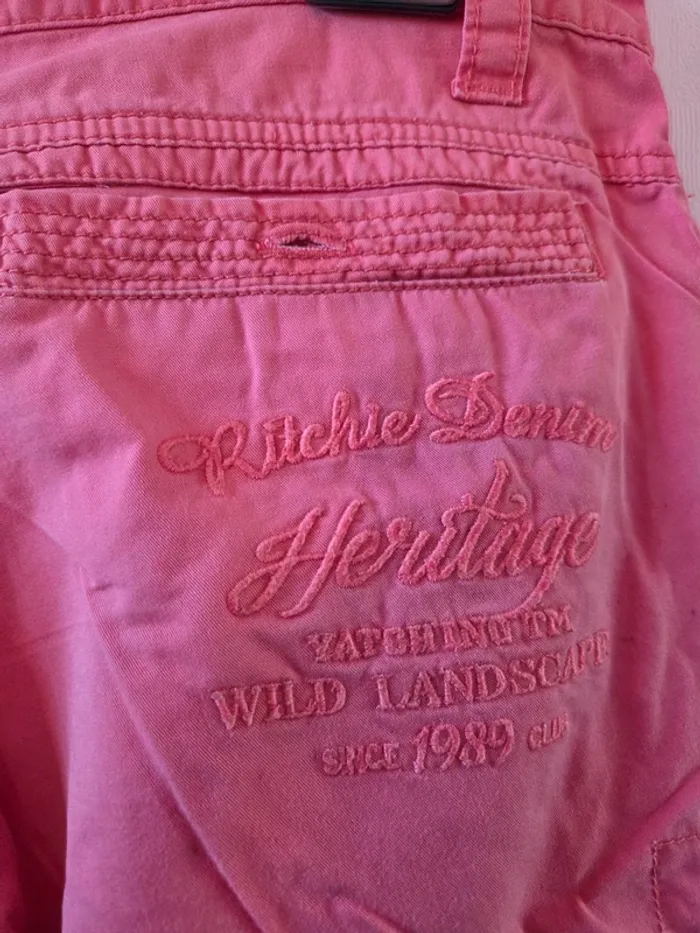 Ritchie Denim
Heritage
YATCHING TM
WILD LANDSCAPE
SINCE 1989 CLUB